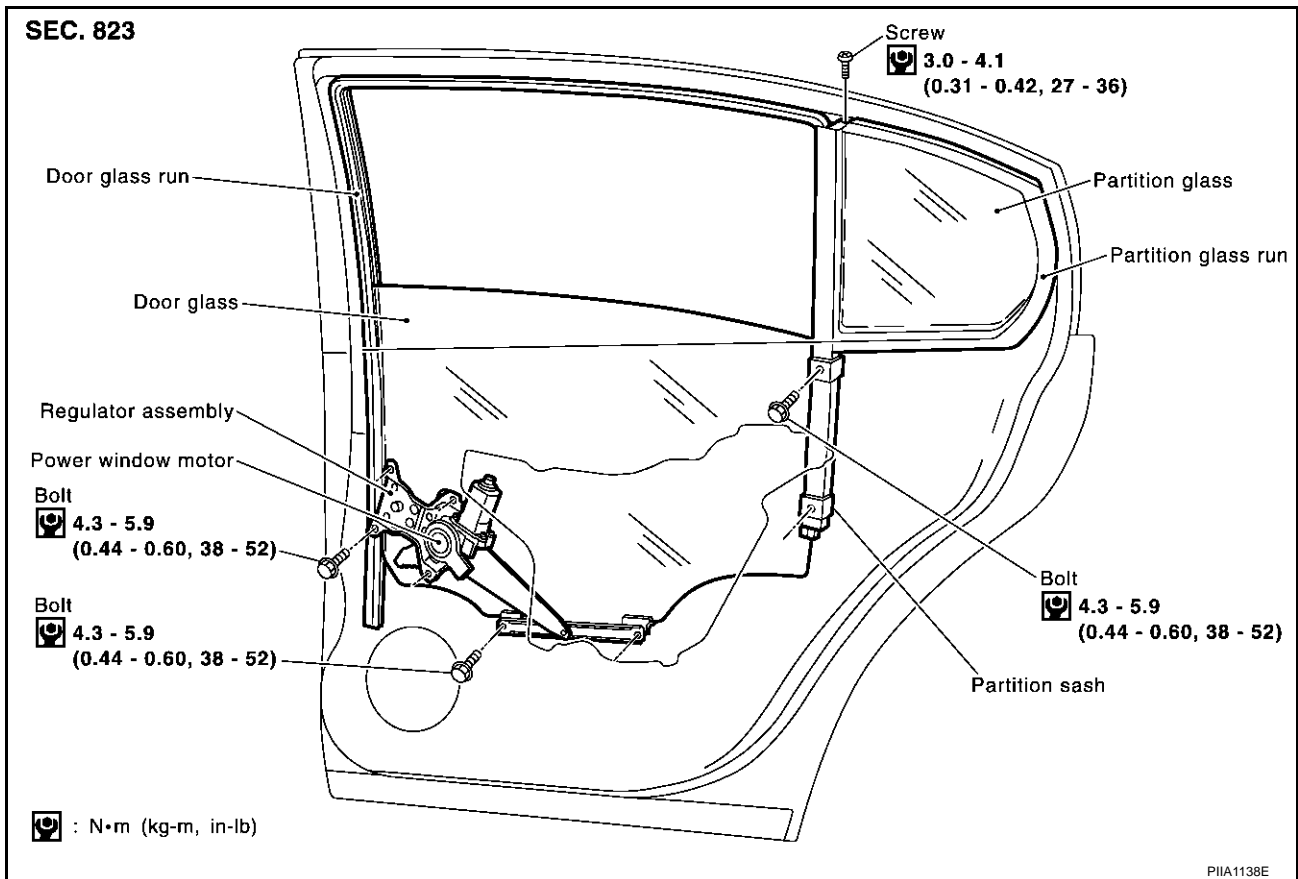 SEC. 823
Screw
3.0 - 4.1
(0.31 - 0.42, 27 - 36)
Door glass run
Partition glass
Partition glass run
Door glass
Regulator assembly
Power window motor
Bolt
4.3 - 5.9
(0.44 - 0.60, 38 - 52)
Bolt
4.3 - 5.9
(0.44 - 0.60, 38 - 52)
Bolt
4.3 - 5.9
(0.44 - 0.60, 38 - 52)
Partition sash
: N•m (kg-m, in-lb)
PIIA1138E